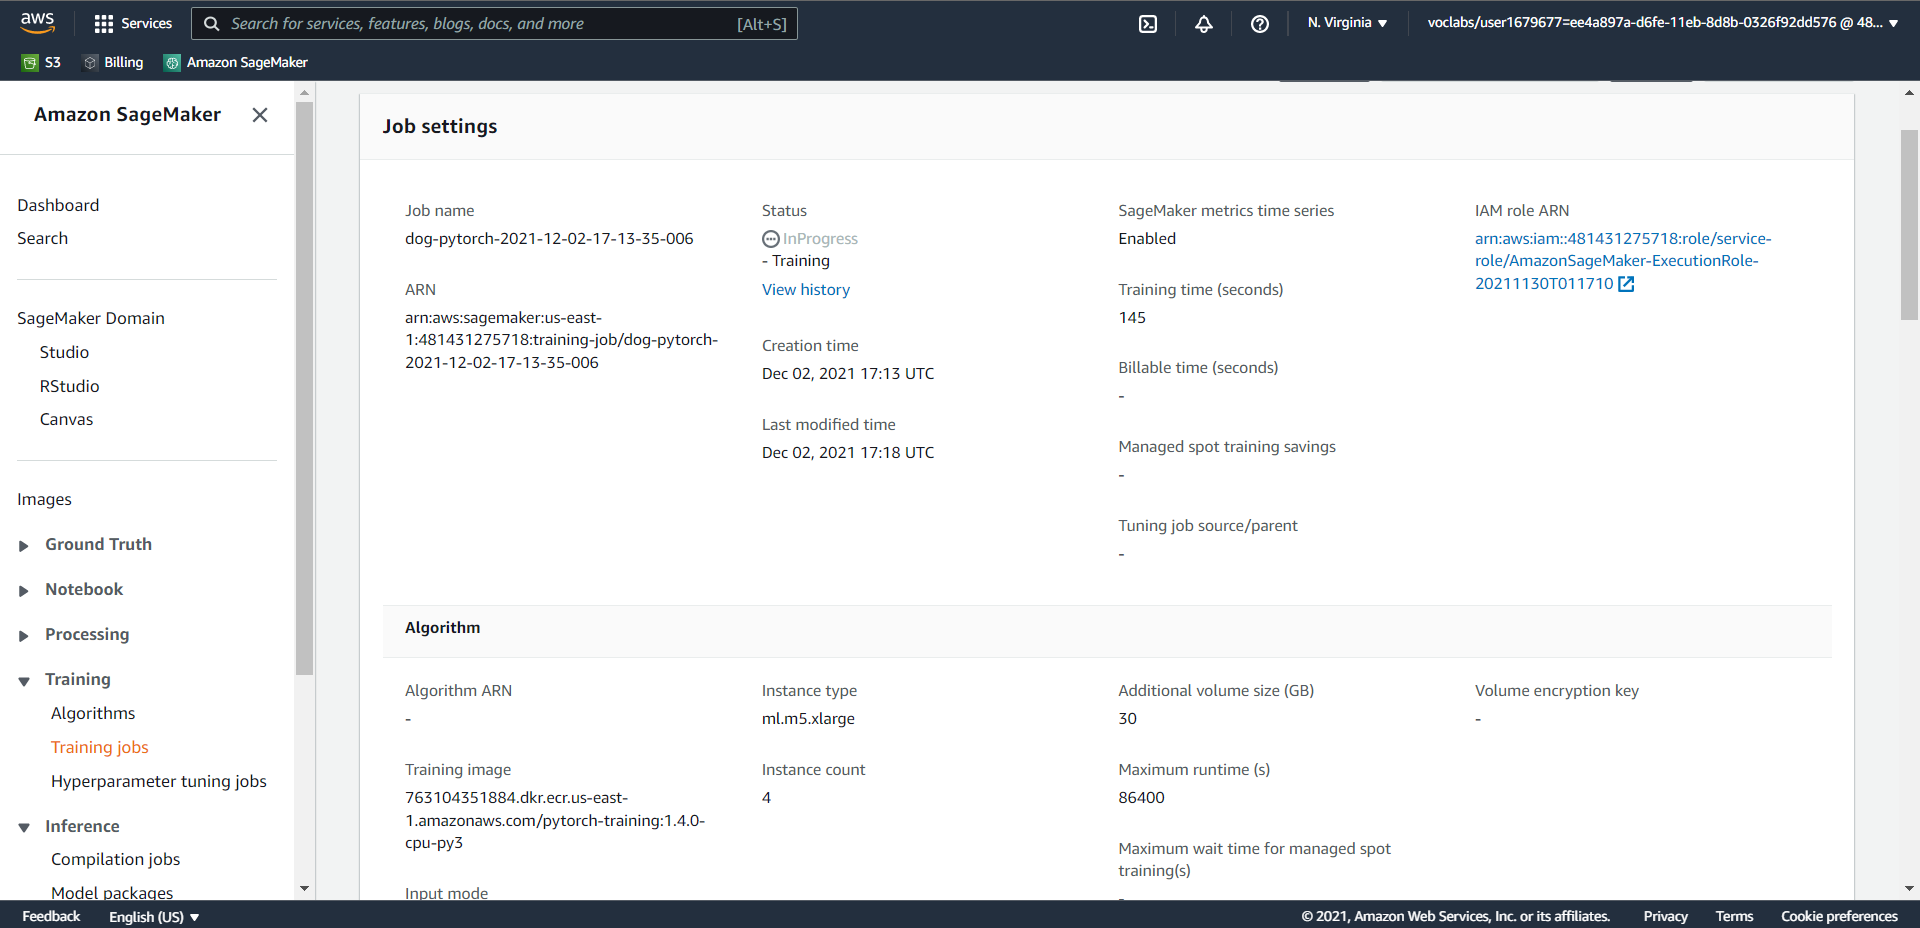 aws
Services
Search for services, features, blogs, docs, and more
[Alt+S]
N. Virginia
voclabs/user1679677=ee4a897a-d6fe-11eb-8d8b-0326f92dd576 @ 48...
S3
Billing
Amazon SageMaker
Amazon SageMaker
Dashboard
Search
SageMaker Domain
Studio
RStudio
Canvas
Images
Ground Truth
Notebook
Processing
Training
Algorithms
Training jobs
Hyperparameter tuning jobs
Inference
Compilation jobs
Model packages
Job settings
Job name
dog-pytorch-2021-12-02-17-13-35-006
ARN
arn:aws:sagemaker:us-east-
1:481431275718:training-job/dog-pytorch-
2021-12-02-17-13-35-006
Status
InProgress
- Training
View history
Creation time
Dec 02, 2021 17:13 UTC
Last modified time
Dec 02, 2021 17:18 UTC
SageMaker metrics time series
Enabled
Training time (seconds)
145
Billable time (seconds)
-
Managed spot training savings
-
Tuning job source/parent
-
IAM role ARN
arn:aws:iam::481431275718:role/service-
role/AmazonSageMaker-ExecutionRole-
20211130T011710
Algorithm
Algorithm ARN
-
Training image
763104351884.dkr.ecr.us-east-
1.amazonaws.com/pytorch-training:1.4.0-
cpu-py3
Input mode
Instance type
ml.m5.xlarge
Instance count
4
Additional volume size (GB)
30
Maximum runtime (s)
86400
Maximum wait time for managed spot
training(s)
-
Volume encryption key
-
Feedback
English (US)
© 2021, Amazon Web Services, Inc. or its affiliates.
Privacy
Terms
Cookie preferences